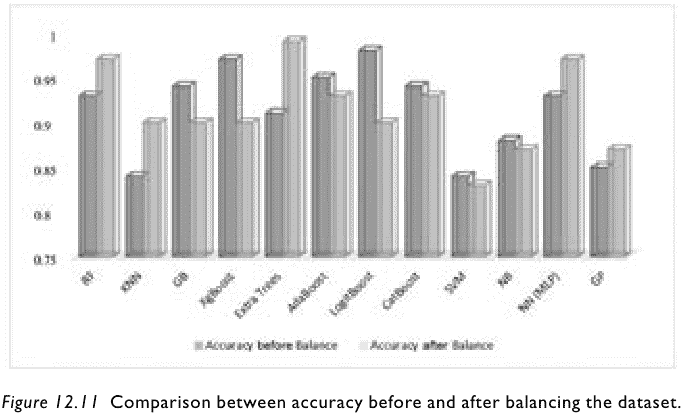 1
0.95
0.9
0.85
0.8
0.75
RF
KNN
GB
XgBoost
Extra Trees
AdaBoost
LogitBoost
CatBoost
SVM
NB
NN (MLP)
GP
Accuracy before Balance
Accuracy after Balance
Figure 12.11 Comparison between accuracy before and after balancing the dataset.